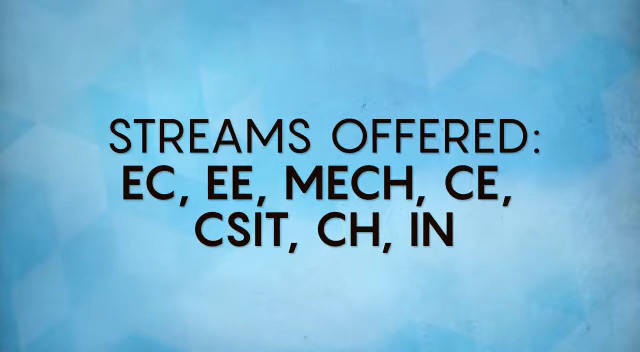 STREAMS OFFERED:
EC, EE, MECH, CE,
CSIT, CH, IN